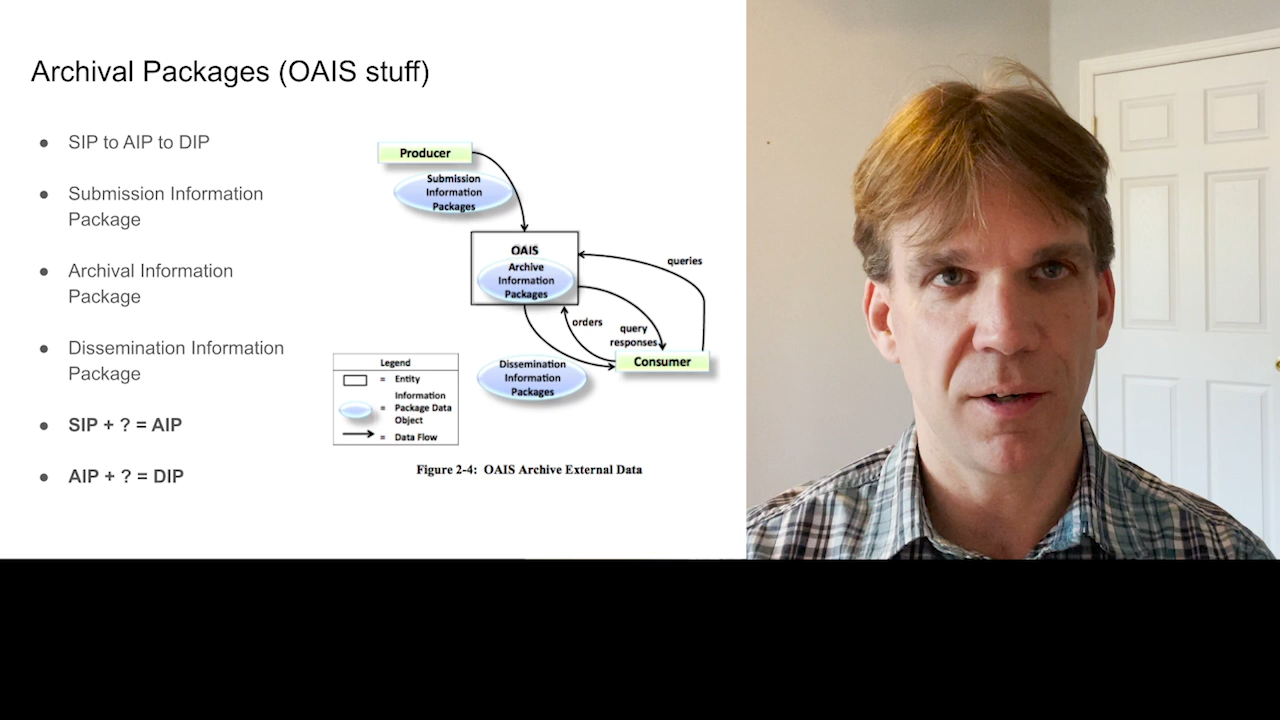 Archival Packages (OAIS stuff)
● SIP to AIP to DIP
● Submission Information
Package
● Archival Information
Package
● Dissemination Information
Package
● SIP + ? = AIP
● AIP + ? = DIP
Producer
Submission
Information
Packages
OAIS
Archive
Information
Packages
queries
orders
query
responses
Consumer
Dissemination
Information
Packages
Legend
= Entity
Information
= Package Data
Object
= Data Flow
Figure 2-4: OAIS Archive External Data